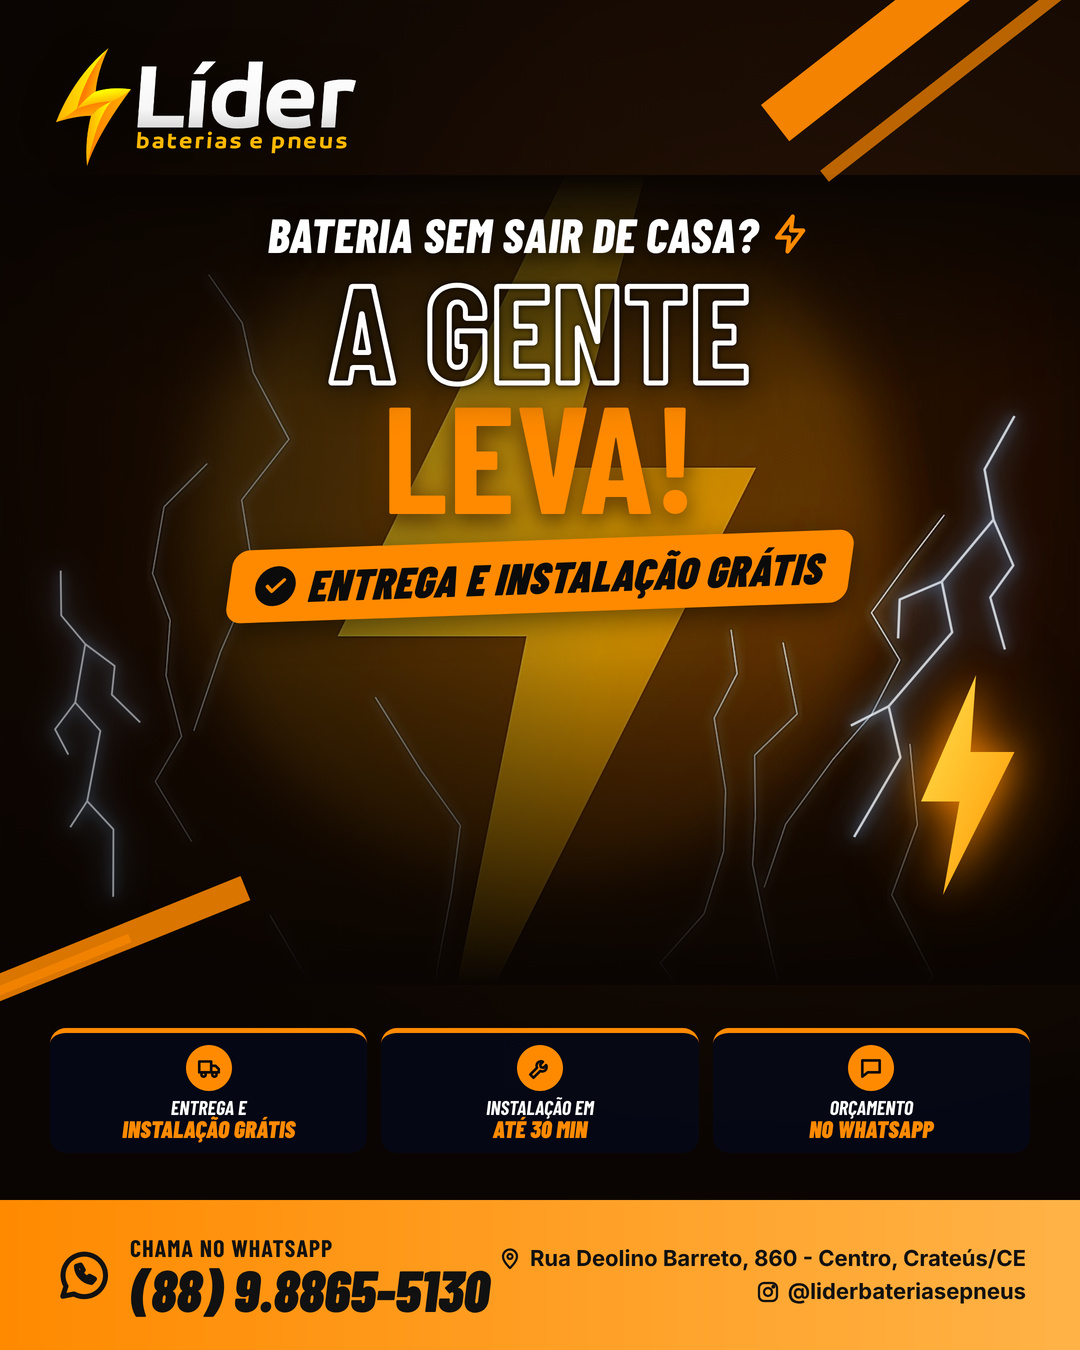 Líder
baterias e pneus
BATERIA SEM SAIR DE CASA?
A GENTE
LEVA!
ENTREGA E INSTALAÇÃO GRÁTIS
ENTREGA E
INSTALAÇÃO GRÁTIS
INSTALAÇÃO EM
ATÉ 30 MIN
ORÇAMENTO
NO WHATSAPP
CHAMA NO WHATSAPP
(88) 9.8865-5130
Rua Deolino Barreto, 860 - Centro, Crateús/CE
@liderbateriasepneus